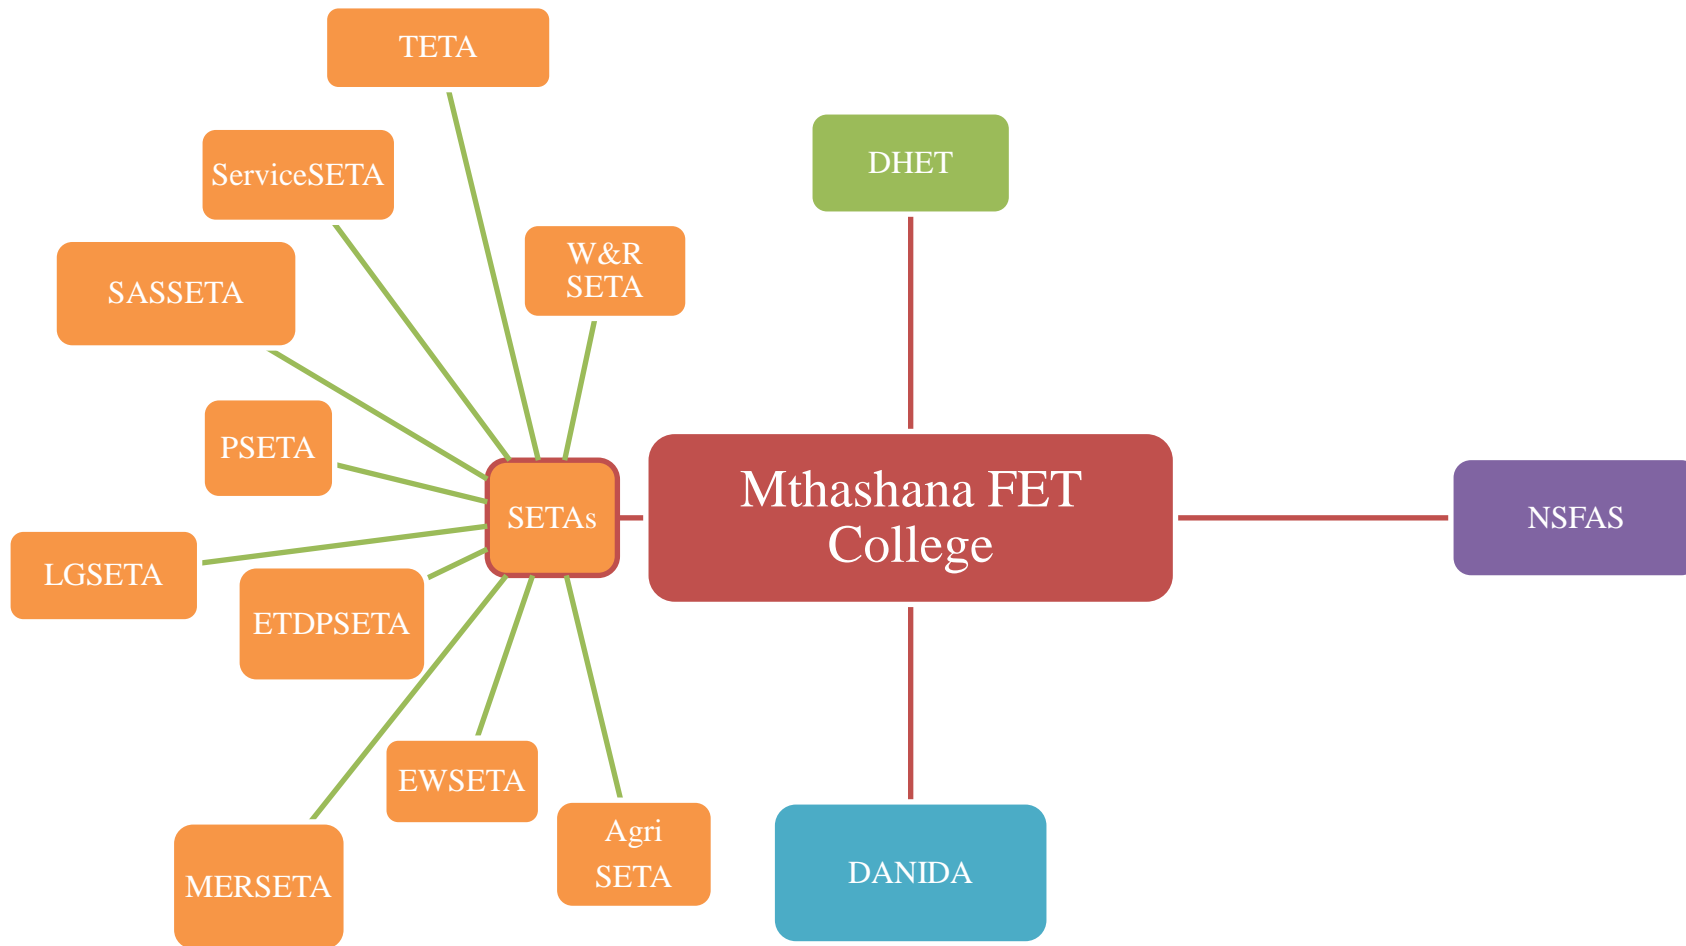 TETA
DHET
ServiceSETA
W&R
SETA
SASSETA
PSETA
SETAs
Mthashana FET
College
NSFAS
LGSETA
ETDPSETA
EWSETA
Agri
SETA
MERSETA
DANIDA